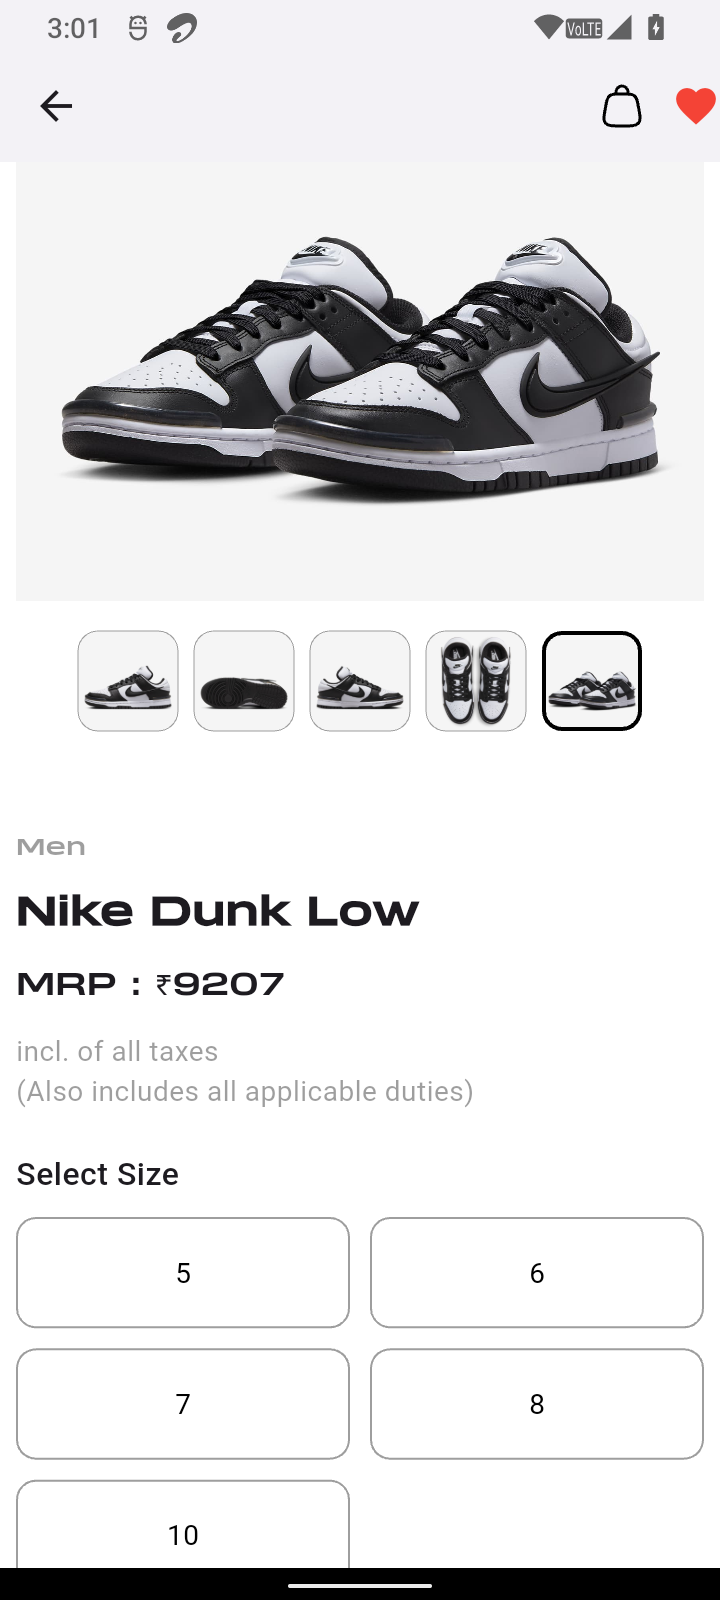 3:01
VoLTE
Men
Nike Dunk Low
MRP : ₹9207
incl. of all taxes
(Also includes all applicable duties)
Select Size
5
6
7
8
10